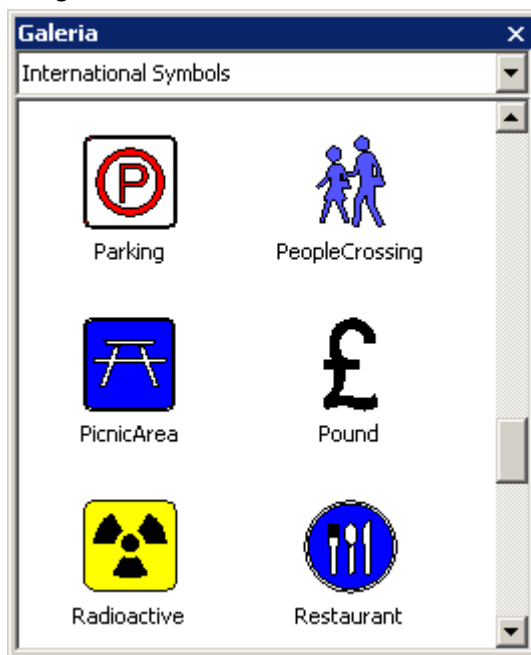 Galeria
International Symbols
P
Parking
PeopleCrossing
PicnicArea
£
Pound
Radioactive
Restaurant